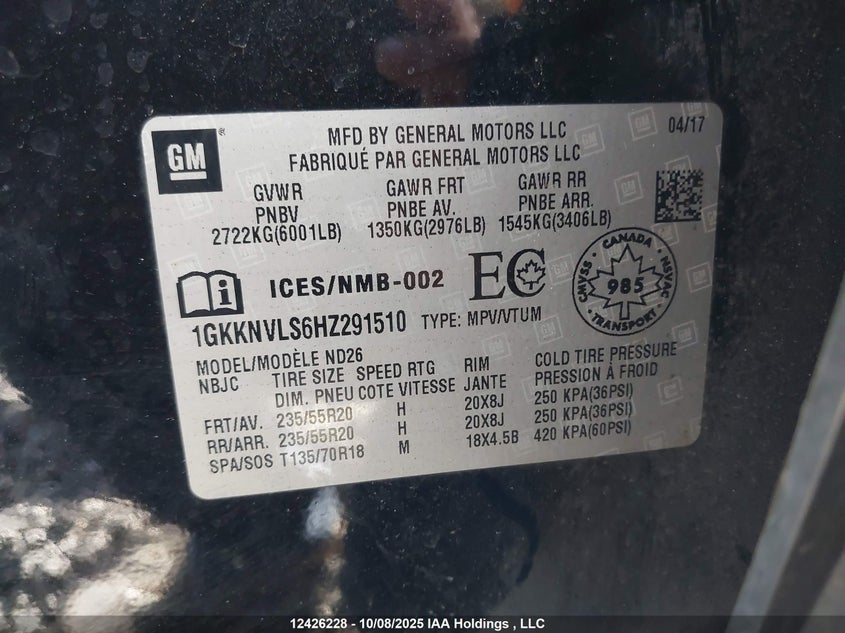 GM
MFD BY GENERAL MOTORS LLC
04/17
FABRIQUÉ PAR GENERAL MOTORS LLC
GVWR GAWR FRT GAWR RR
PNBV PNBE AV. PNBE ARR.
2722KG(6001LB) 1350KG(2976LB) 1545KG(3406LB)
i ICES/NMB-002 EC
CANADA
CMVSS 985 NSVAC
TRANSPORT
1GKKNVLS6HZ291510 TYPE: MPV/VTUM
MODEL/MODÈLE ND26
NBJC TIRE SIZE SPEED RTG RIM COLD TIRE PRESSURE
DIM. PNEU COTE VITESSE JANTE PRESSION À FROID
FRT/AV. 235/55R20 H 20X8J 250 KPA(36PSI)
RR/ARR. 235/55R20 H 20X8J 250 KPA(36PSI)
SPA/SOS T135/70R18 M 18X4.5B 420 KPA(60PSI)
12426228 - 10/08/2025 IAA Holdings , LLC